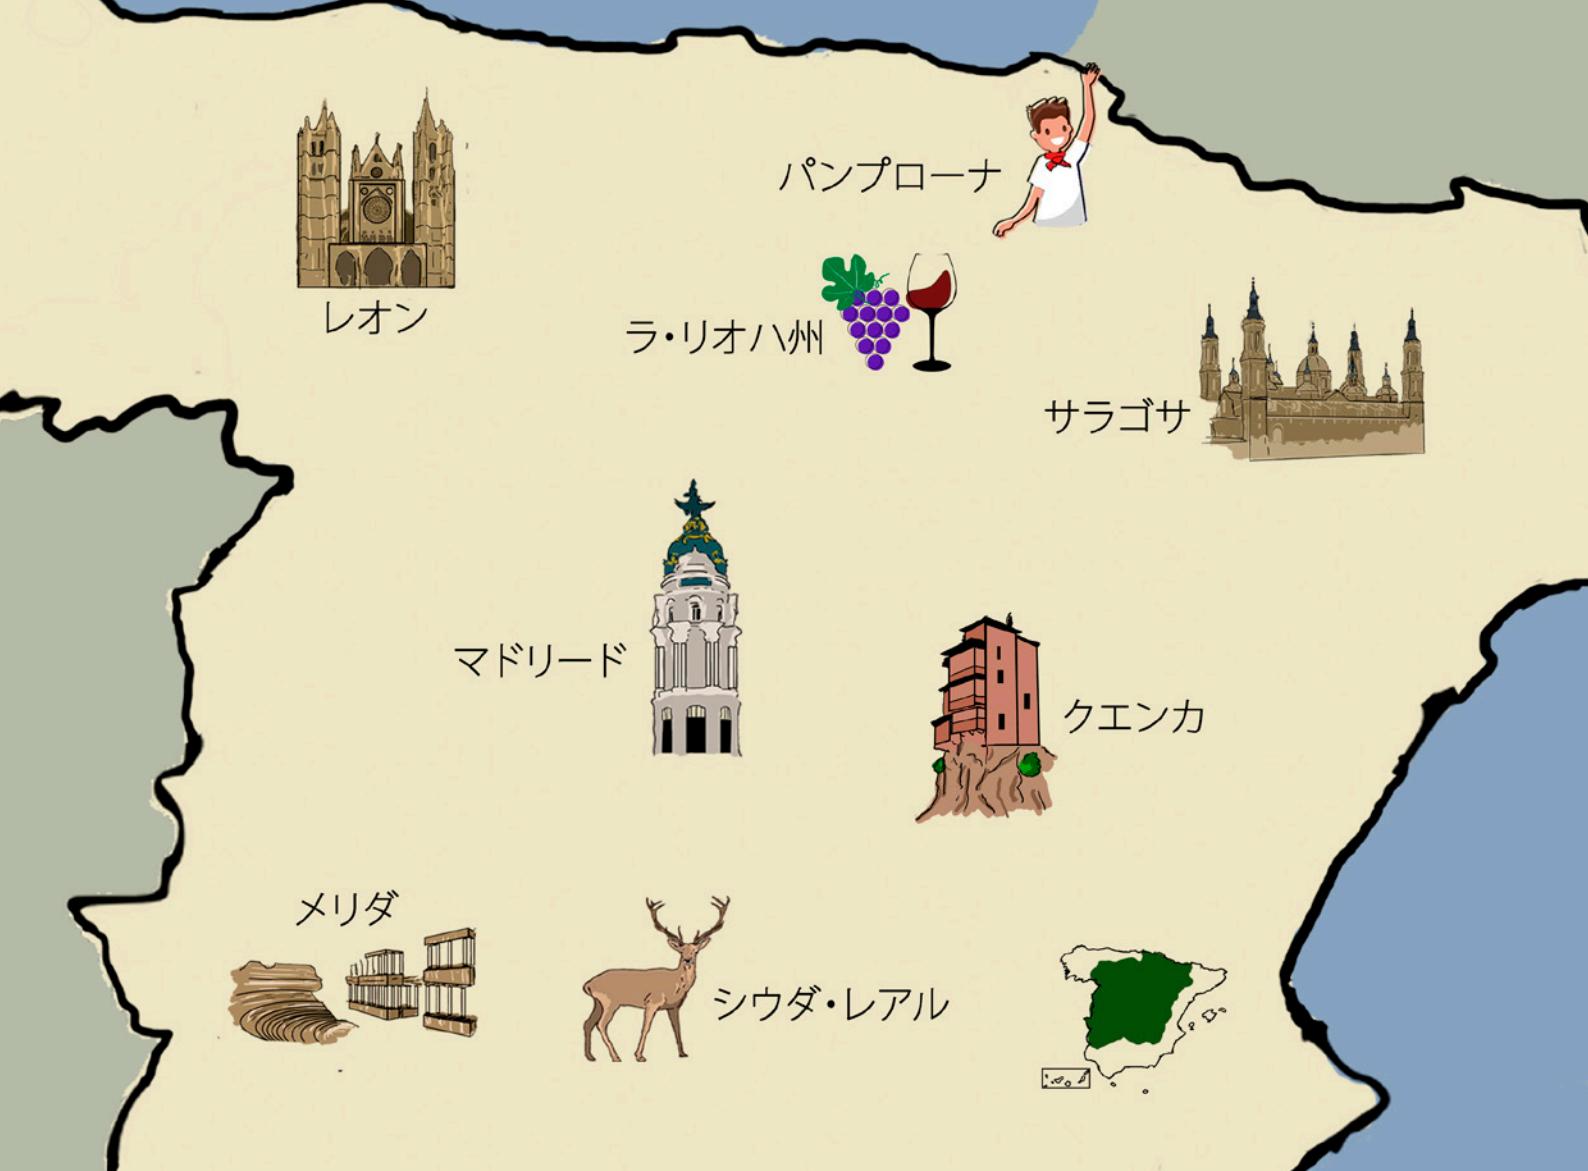 パンプローナ
レオン
ラ・リオハ州
サラゴサ
マドリード
クエンカ
メリダ
シウダ・レアル